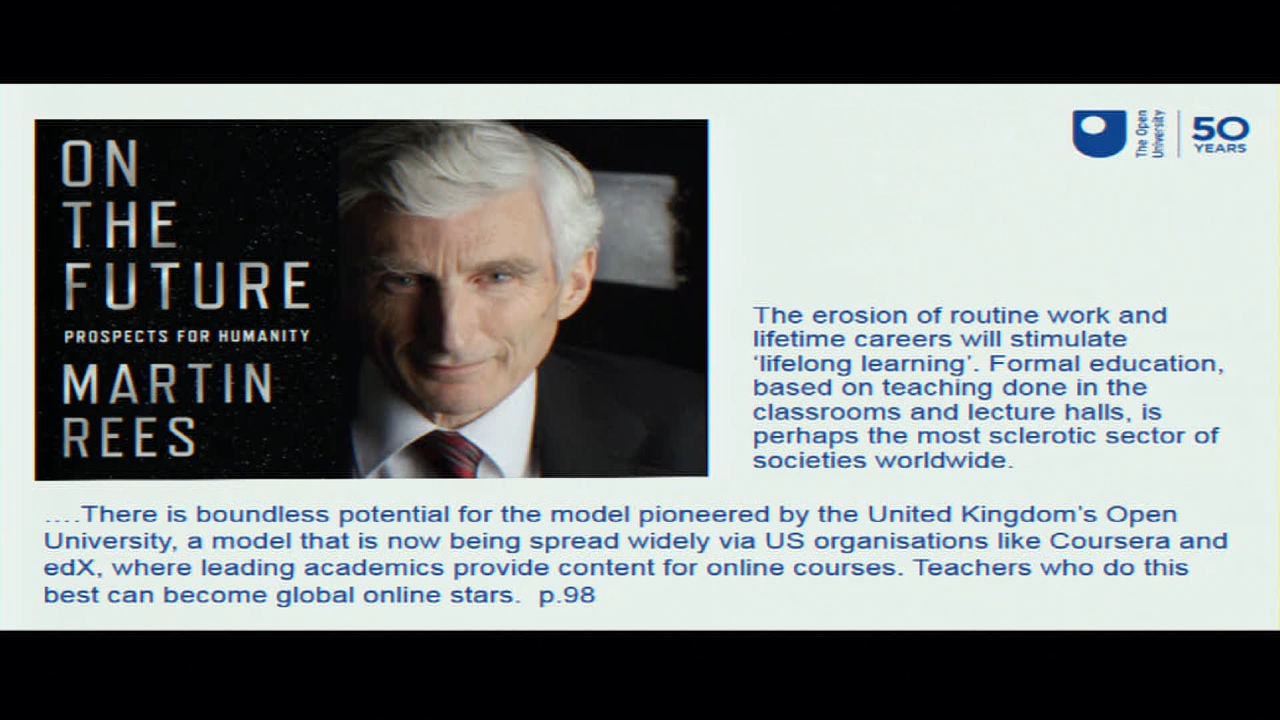 ON
THE
FUTURE
PROSPECTS FOR HUMANITY
MARTIN
REES
The Open
University
50
YEARS
The erosion of routine work and
lifetime careers will stimulate
‘lifelong learning’. Formal education,
based on teaching done in the
classrooms and lecture halls, is
perhaps the most sclerotic sector of
societies worldwide.
....There is boundless potential for the model pioneered by the United Kingdom's Open
University, a model that is now being spread widely via US organisations like Coursera and
edX, where leading academics provide content for online courses. Teachers who do this
best can become global online stars. p.98